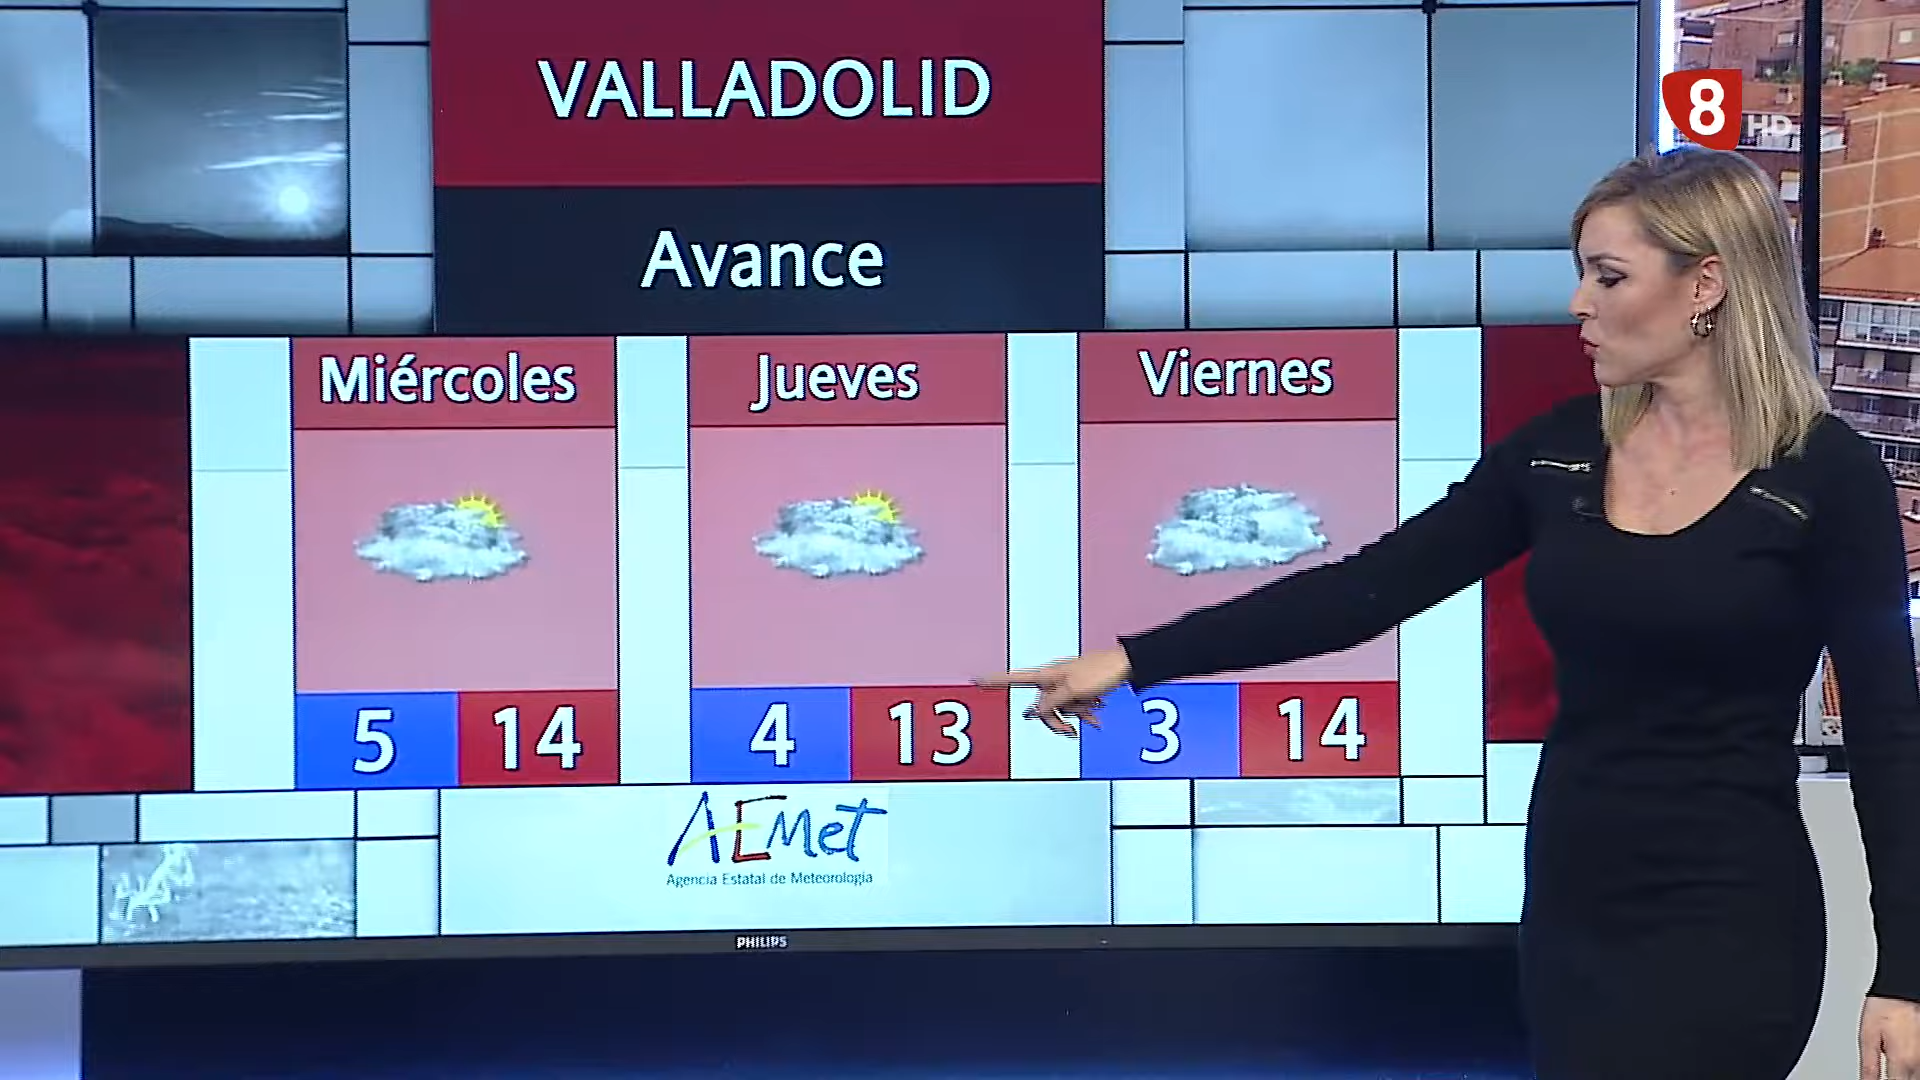 VALLADOLID
Avance
Miércoles
Jueves
Viernes
5 14
4 13
3 14
AEMet
Agencia Estatal de Meteorología
PHILIPS
8 HD